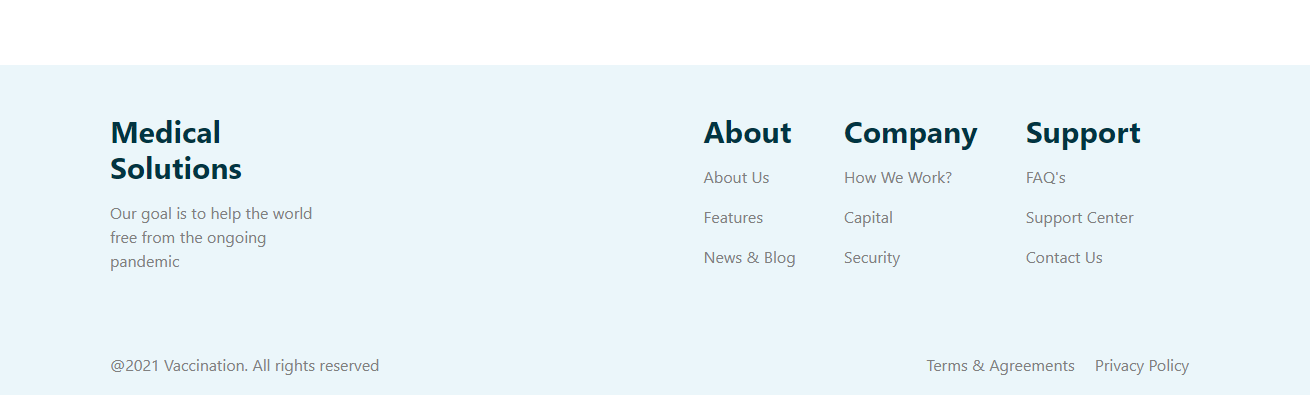 Medical
Solutions
Our goal is to help the world
free from the ongoing
pandemic
About
About Us
Features
News & Blog
Company
How We Work?
Capital
Security
Support
FAQ's
Support Center
Contact Us
@2021 Vaccination. All rights reserved
Terms & Agreements
Privacy Policy